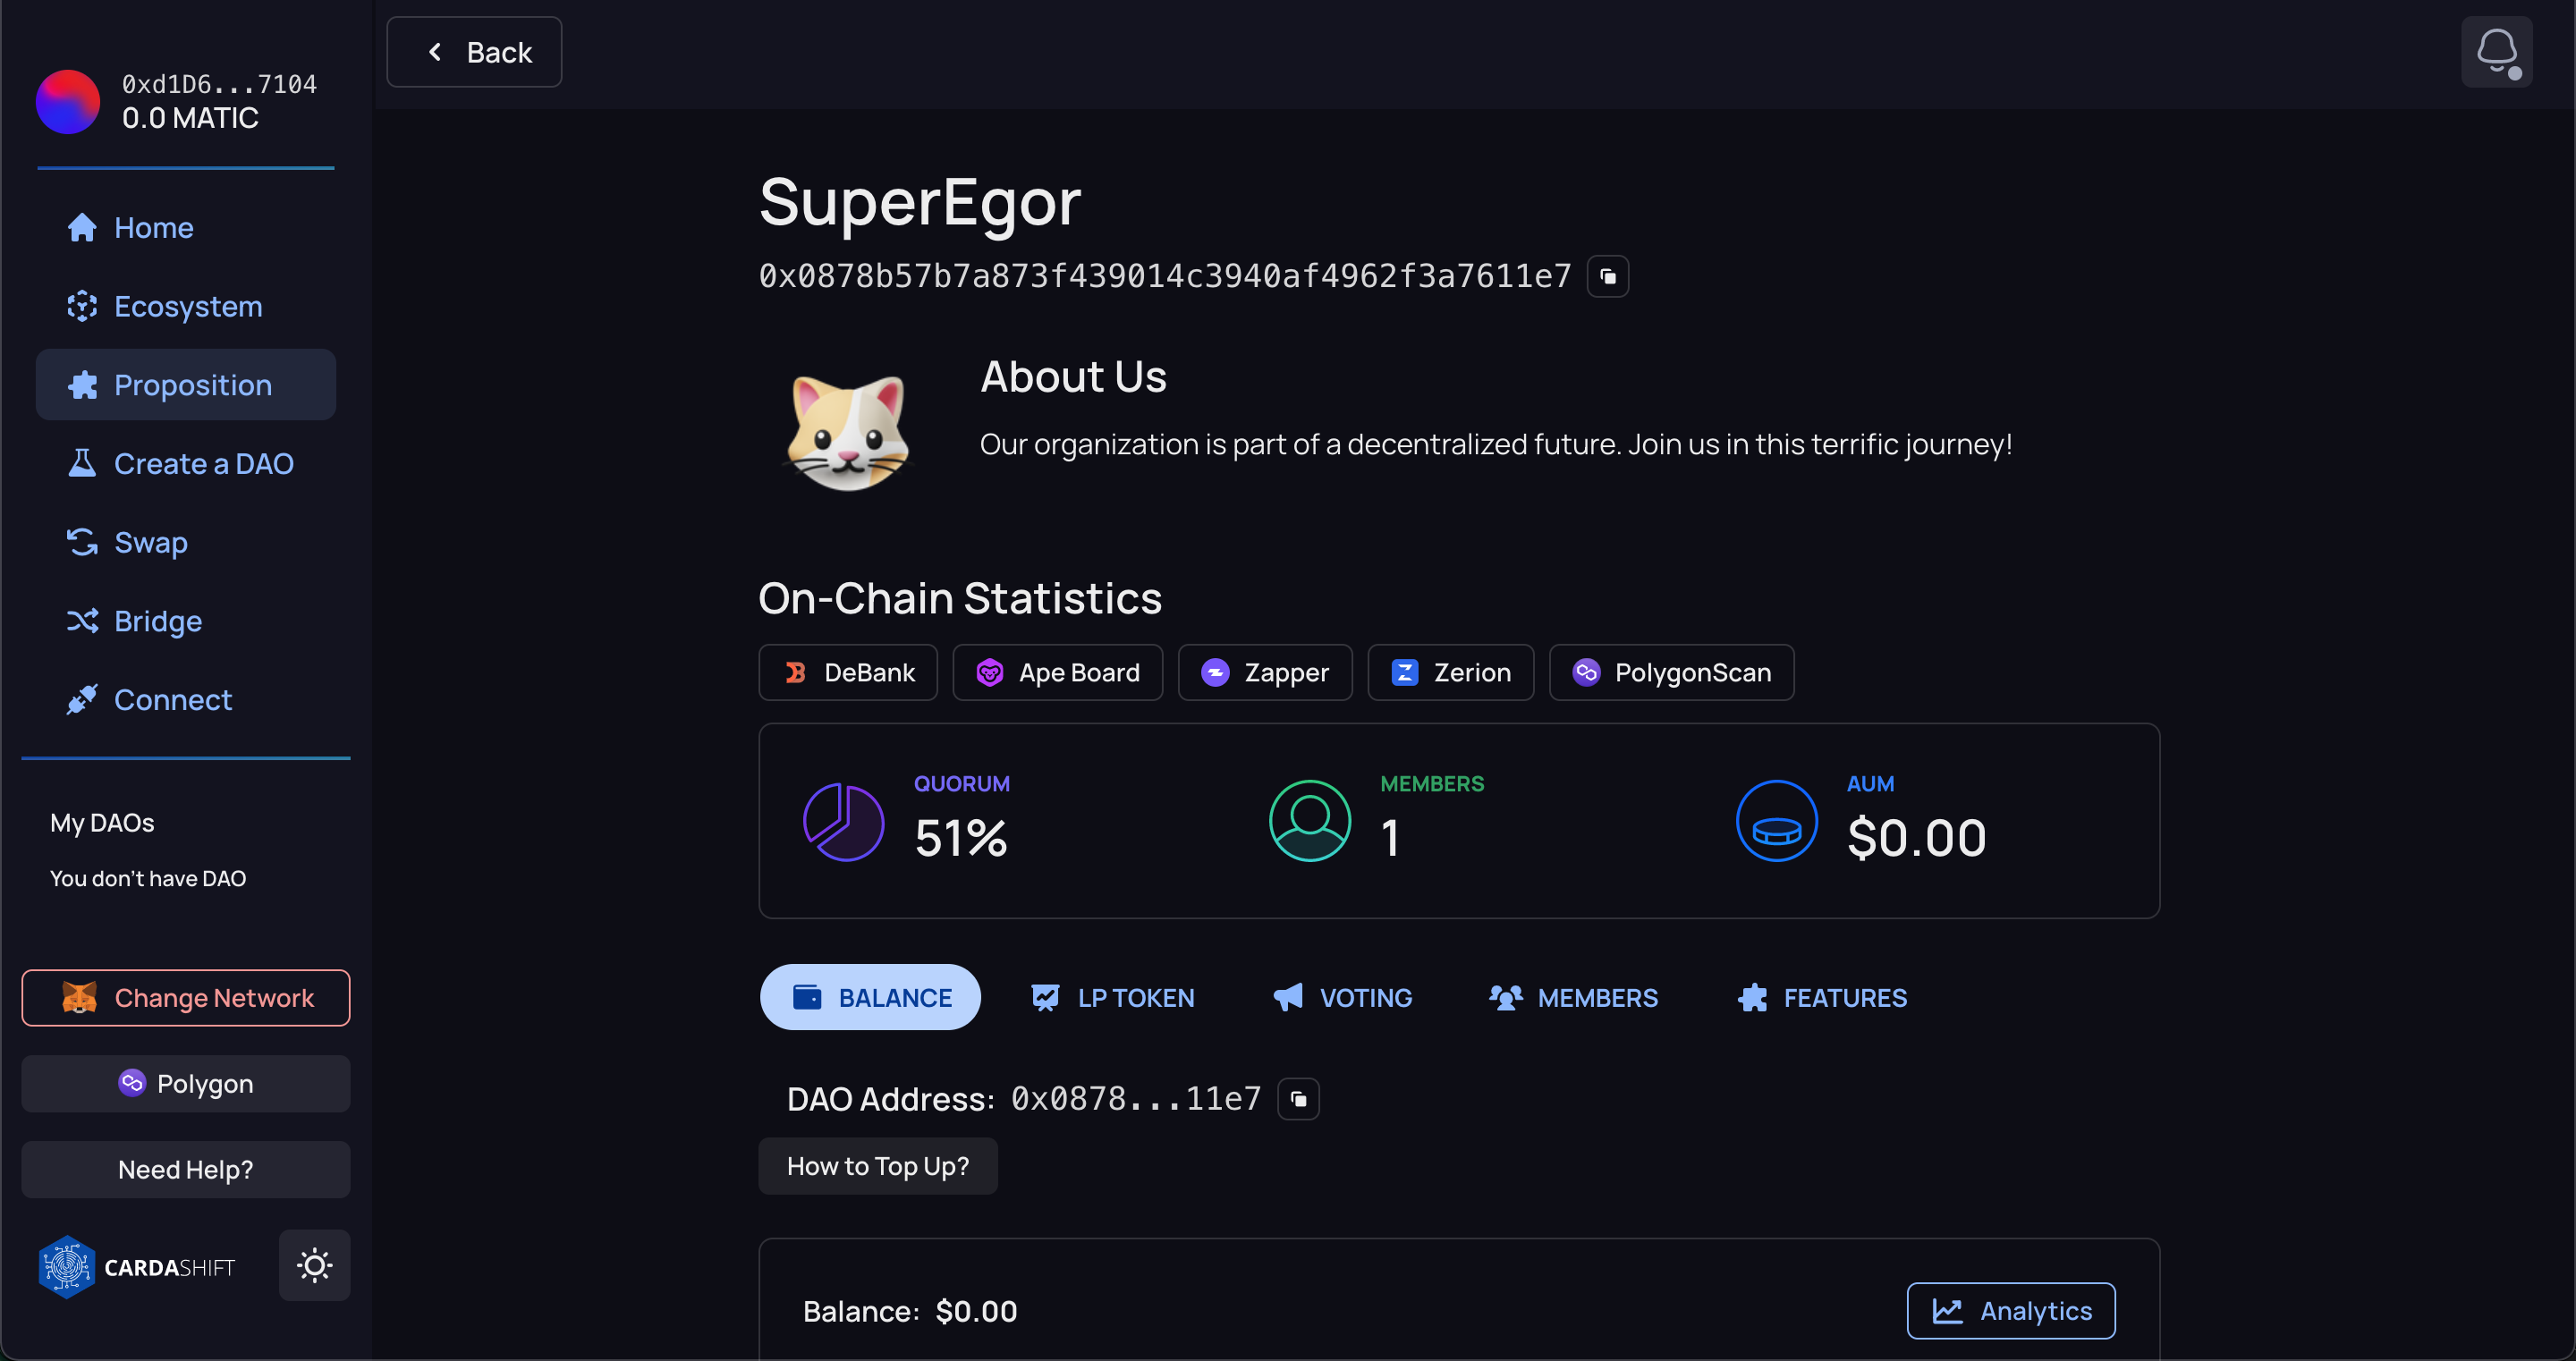 0xd1D6...7104
0.0 MATIC
Home
Ecosystem
Proposition
Create a DAO
Swap
Bridge
Connect
My DAOs
You don't have DAO
Change Network
Polygon
Need Help?
CARDASHIFT
Back
SuperEgor
0x0878b57b7a873f439014c3940af4962f3a7611e7
About Us
Our organization is part of a decentralized future. Join us in this terrific journey!
On-Chain Statistics
DeBank Ape Board Zapper Zerion PolygonScan
QUORUM MEMBERS AUM
51% 1 $0.00
BALANCE LP TOKEN VOTING MEMBERS FEATURES
DAO Address: 0x0878...11e7
How to Top Up?
Balance: $0.00 Analytics